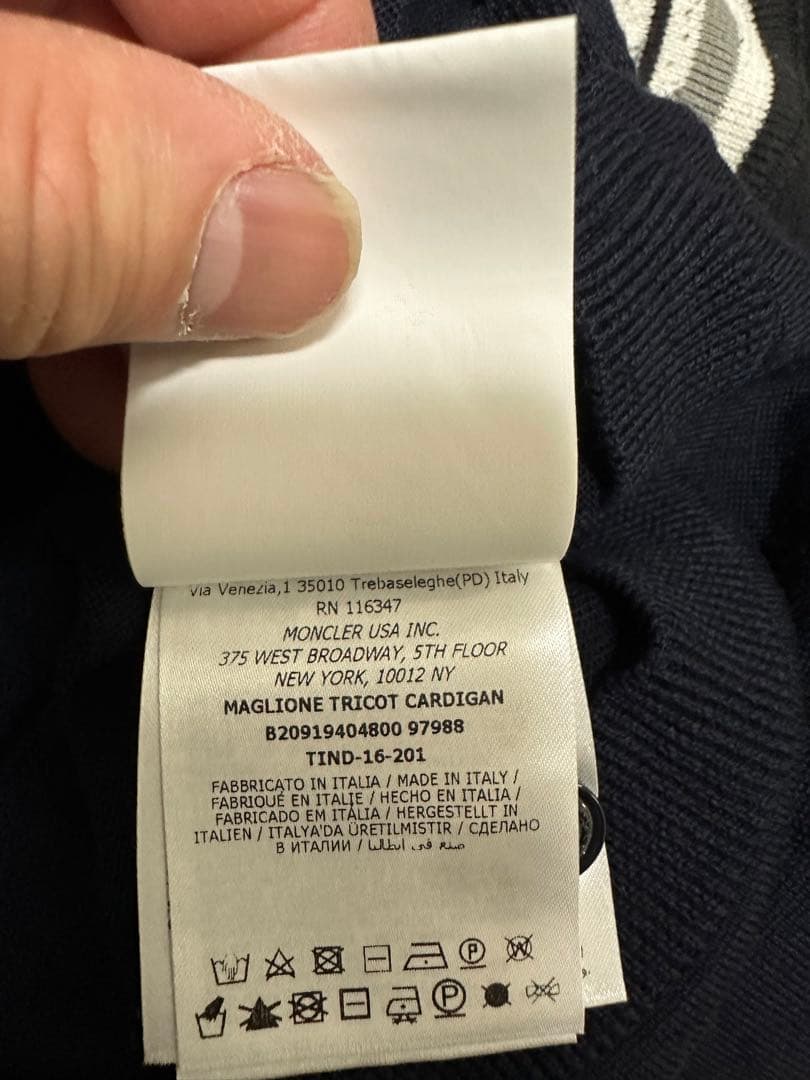 Via Venezia,1 35010 Trebaseleghe(PD) Italy
RN 116347
MONCLER USA INC.
375 WEST BROADWAY, 5TH FLOOR
NEW YORK, 10012 NY
MAGLIONE TRICOT CARDIGAN
B20919404800 97988
TIND-16-201
FABBRICATO IN ITALIA / MADE IN ITALY /
FABRIQUÉ EN ITALIE / HECHO EN ITALIA /
FABRICADO EM ITÁLIA / HERGESTELLT IN
ITALIEN / ITALYA'DA ÜRETILMISTIR / СДЕЛАНО
В ИТАЛИИ / صنع في ايطاليا
P W
P